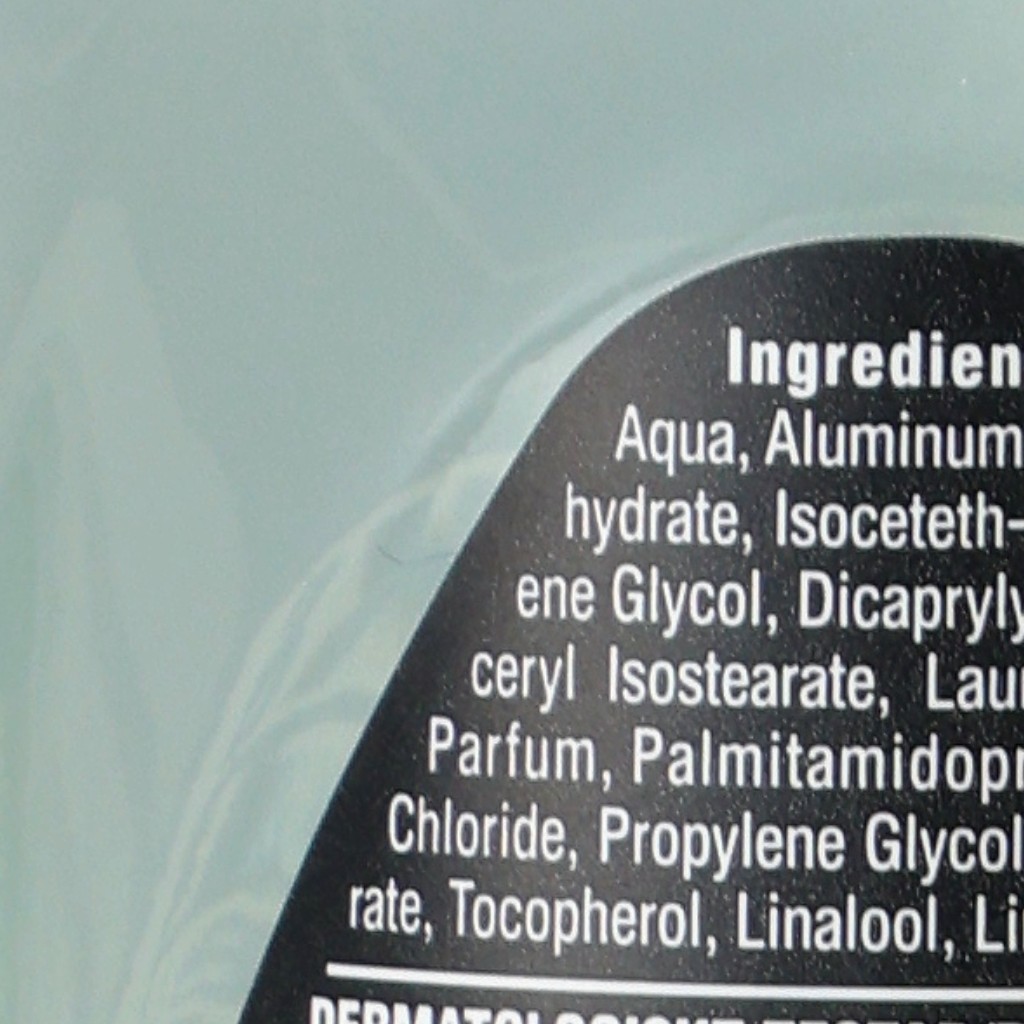 Ingredien
Aqua, Aluminum
hydrate, Isoceteth-
ene Glycol, Dicapryly
ceryl Isostearate, Lau
Parfum, Palmitamidopr
Chloride, Propylene Glycol
rate, Tocopherol, Linalool, Li